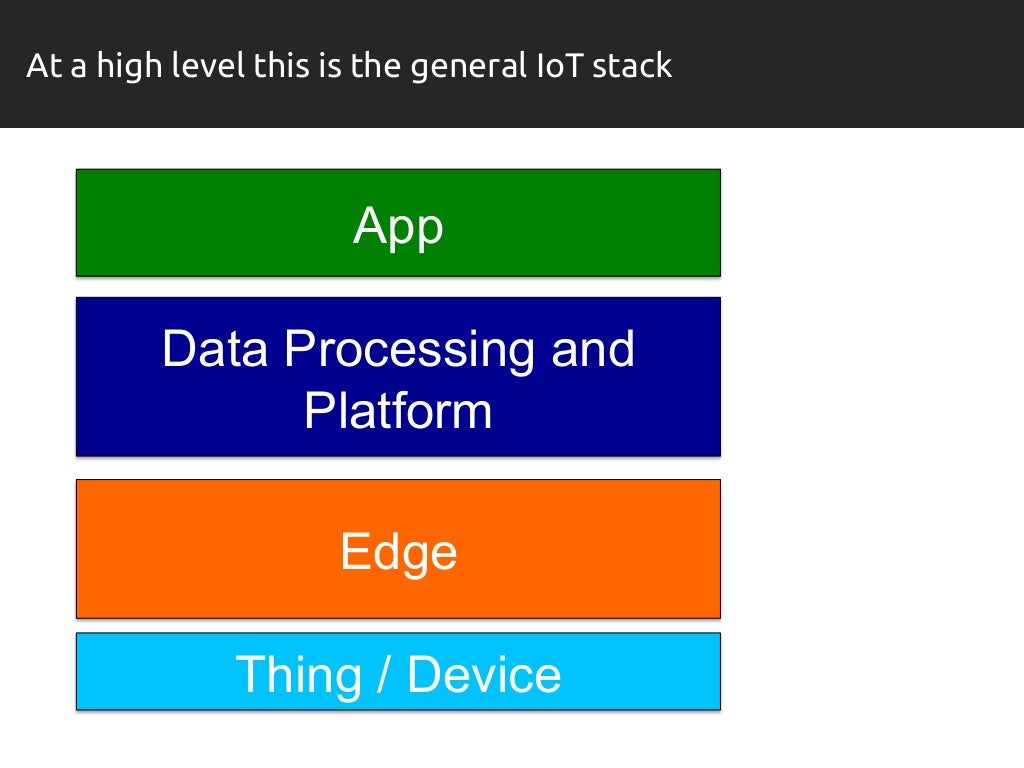 At a high level this is the general IoT stack
App
Data Processing and
Platform
Edge
Thing / Device